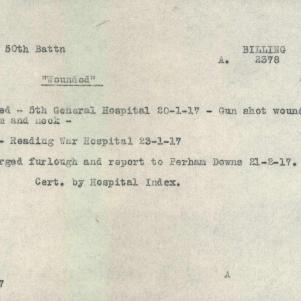 50th Battn BILLING
A. 2378
"Wounded"
ed - 5th General Hospital 20-1-17 - Gun shot wound
and neck -
- Reading War Hospital 23-1-17
rged furlough and report to Perham Downs 21-2-17.
Cert. by Hospital Index.
A
7